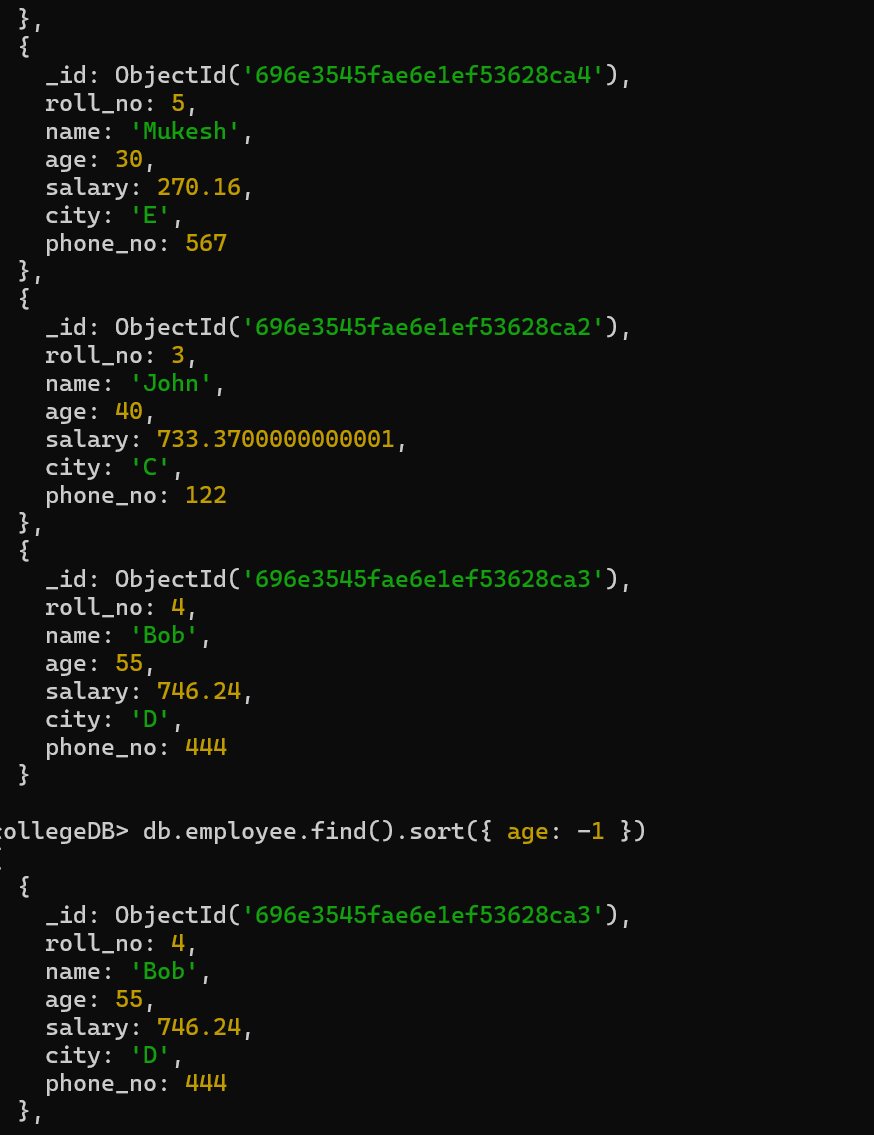 },
{
_id: ObjectId('696e3545fae6e1ef53628ca4'),
roll_no: 5,
name: 'Mukesh',
age: 30,
salary: 270.16,
city: 'E',
phone_no: 567
},
{
_id: ObjectId('696e3545fae6e1ef53628ca2'),
roll_no: 3,
name: 'John',
age: 40,
salary: 733.3700000000001,
city: 'C',
phone_no: 122
},
{
_id: ObjectId('696e3545fae6e1ef53628ca3'),
roll_no: 4,
name: 'Bob',
age: 55,
salary: 746.24,
city: 'D',
phone_no: 444
}
collegeDB> db.employee.find().sort({ age: -1 })
[
{
_id: ObjectId('696e3545fae6e1ef53628ca3'),
roll_no: 4,
name: 'Bob',
age: 55,
salary: 746.24,
city: 'D',
phone_no: 444
},